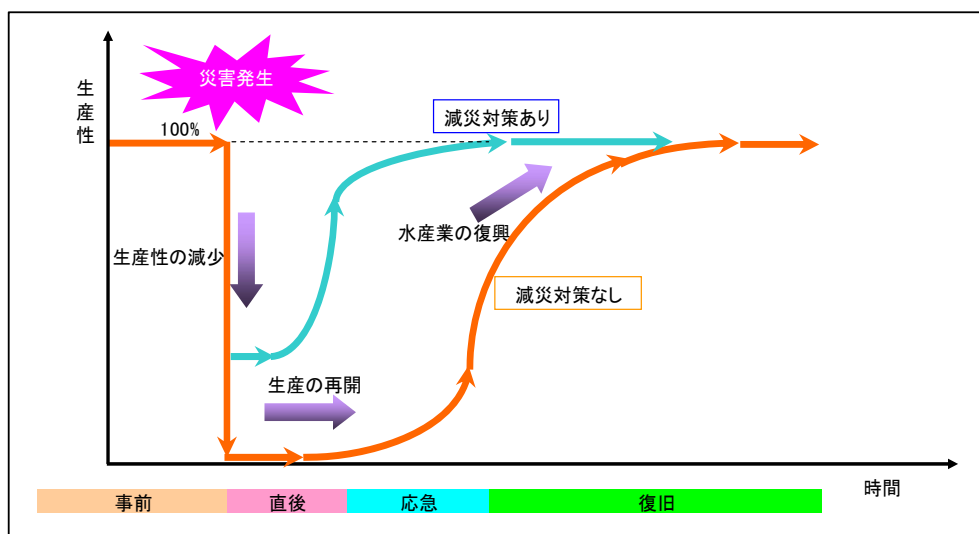 災害発生
生産性
100%
減災対策あり
生産性の減少
水産業の復興
減災対策なし
生産の再開
時間
事前
直後
応急
復旧